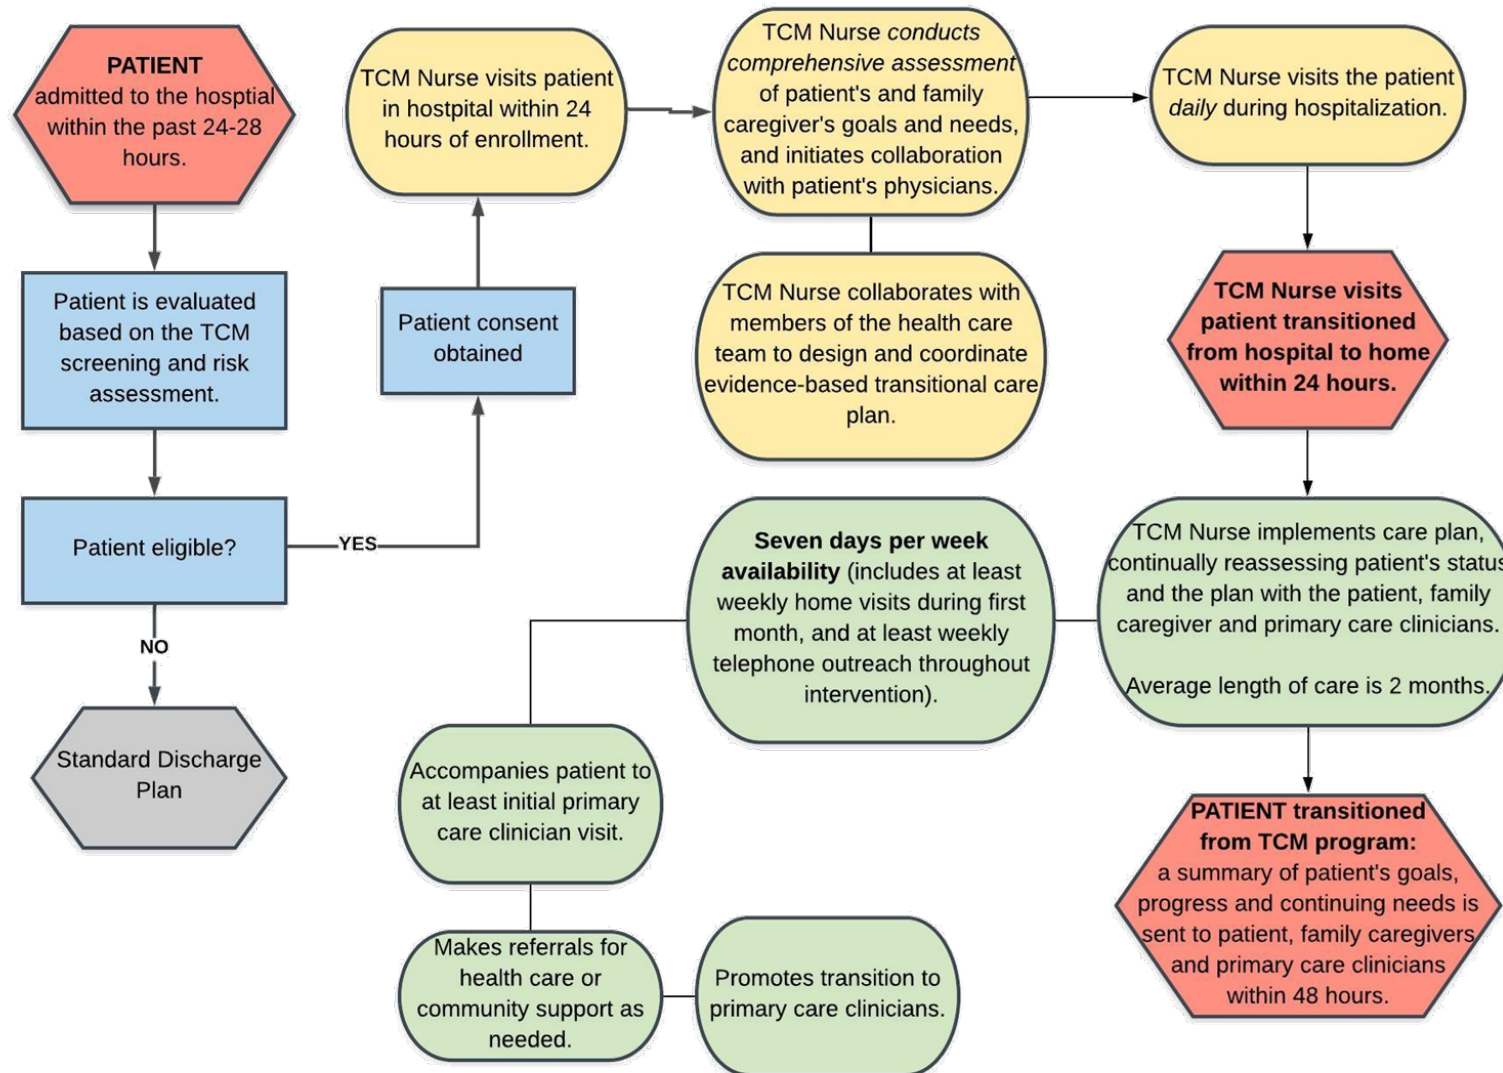 PATIENT
admitted to the hosptial
within the past 24-28
hours.
Patient is evaluated
based on the TCM
screening and risk
assessment.
Patient eligible?
NO
Standard Discharge
Plan
YES
Patient consent
obtained
TCM Nurse visits patient
in hostpital within 24
hours of enrollment.
TCM Nurse conducts
comprehensive assessment
of patient's and family
caregiver's goals and needs,
and initiates collaboration
with patient's physicians.
TCM Nurse collaborates with
members of the health care
team to design and coordinate
evidence-based transitional care
plan.
TCM Nurse visits the patient
daily during hospitalization.
TCM Nurse visits
patient transitioned
from hospital to home
within 24 hours.
TCM Nurse implements care plan,
continually reassessing patient's status
and the plan with the patient, family
caregiver and primary care clinicians.
Average length of care is 2 months.
Seven days per week
availability (includes at least
weekly home visits during first
month, and at least weekly
telephone outreach throughout
intervention).
Accompanies patient to
at least initial primary
care clinician visit.
Makes referrals for
health care or
community support as
needed.
Promotes transition to
primary care clinicians.
PATIENT transitioned
from TCM program:
a summary of patient's goals,
progress and continuing needs is
sent to patient, family caregivers
and primary care clinicians
within 48 hours.